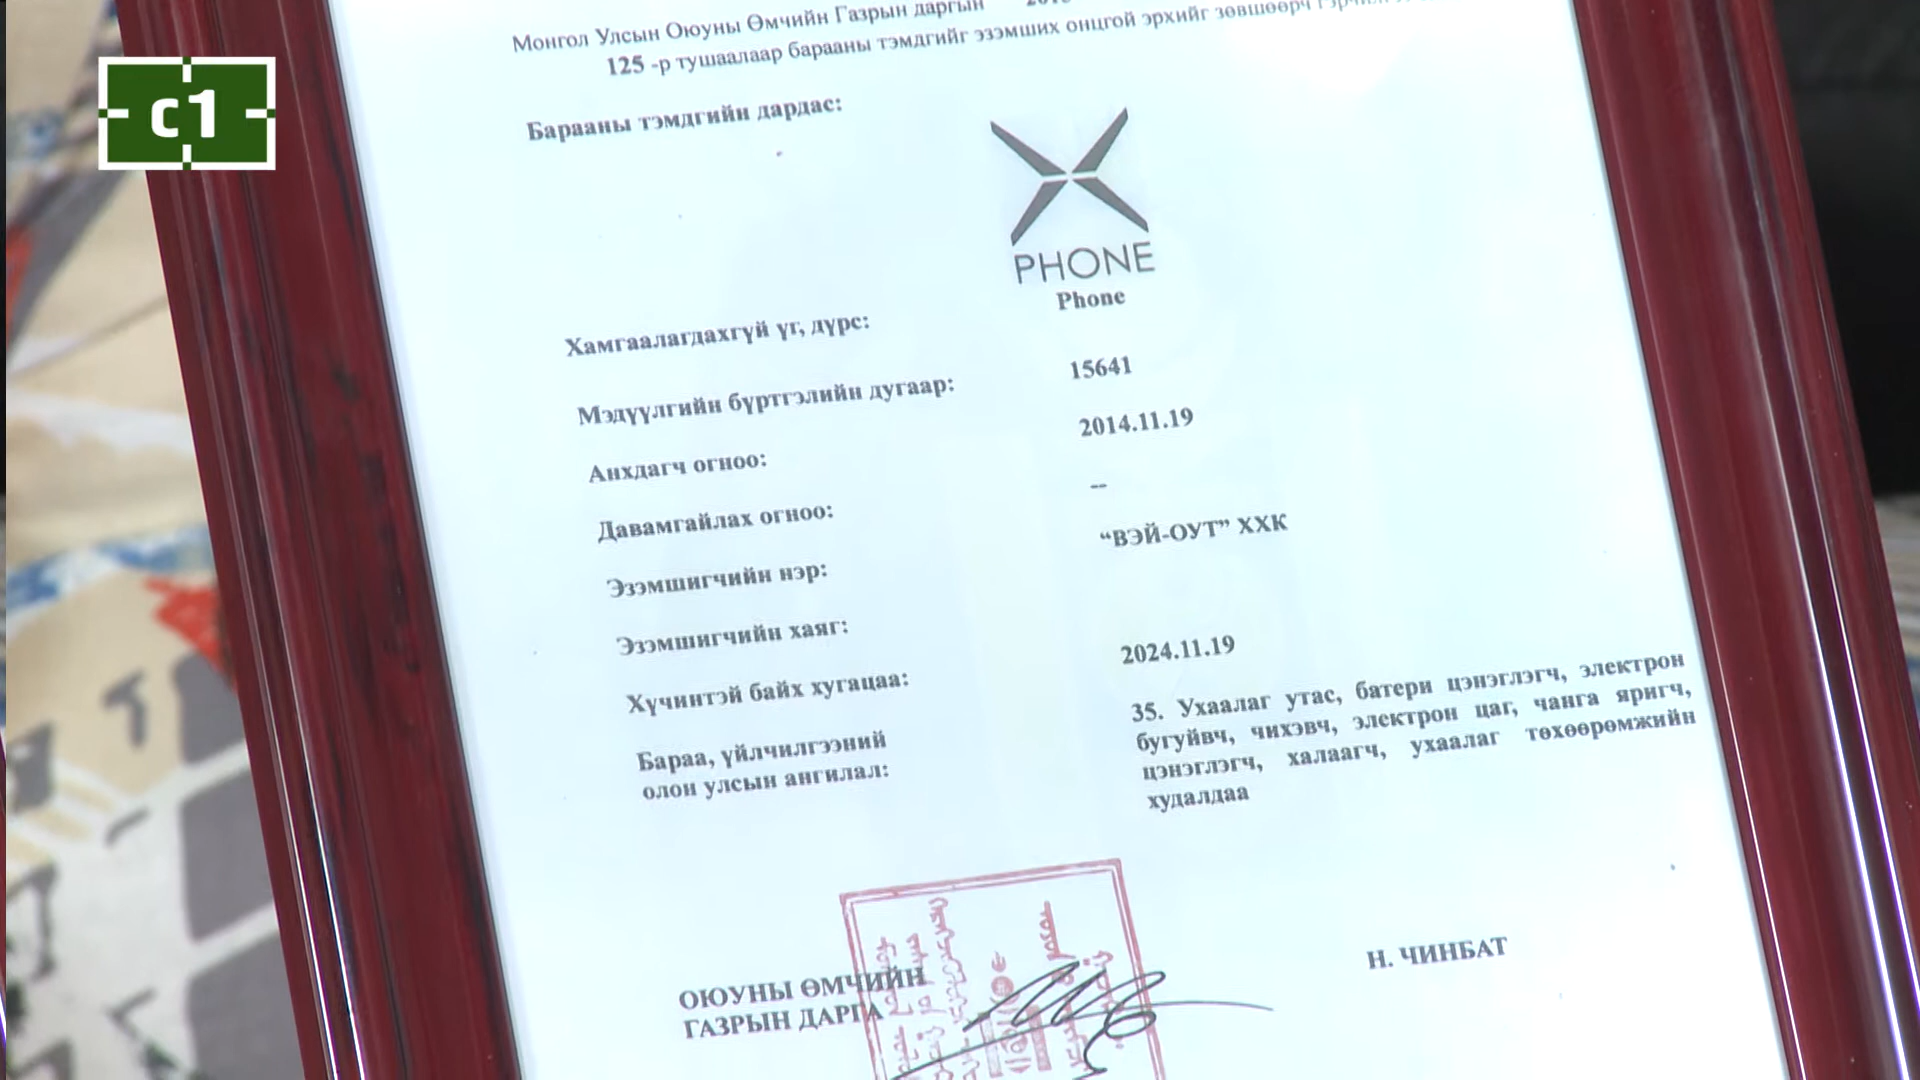 c1
Монгол Улсын Оюуны Өмчийн Газрын даргын
125 -р тушаалаар барааны тэмдгийг эзэмших онцгой эрхийг зөвшөөрч
Барааны тэмдгийн дардас:
PHONE
Phone
Хамгаалагдахгүй үг, дүрс:
Мэдүүлгийн бүртгэлийн дугаар:
15641
Анхдагч огноо:
2014.11.19
Давамгайлах огноо:
--
Эзэмшигчийн нэр:
“ВЭЙ-ОУТ” ХХК
Эзэмшигчийн хаяг:
Хүчинтэй байх хугацаа:
2024.11.19
Бараа, үйлчилгээний
олон улсын ангилал:
35. Ухаалаг утас, батери цэнэглэгч, электрон
бугуйвч, чихэвч, электрон цаг, чанга яригч,
цэнэглэгч, халаагч, ухаалаг төхөөрөмжийн
худалдаа
ОЮУНЫ ӨМЧИЙН
ГАЗРЫН ДАРГА
Н. ЧИНБАТ